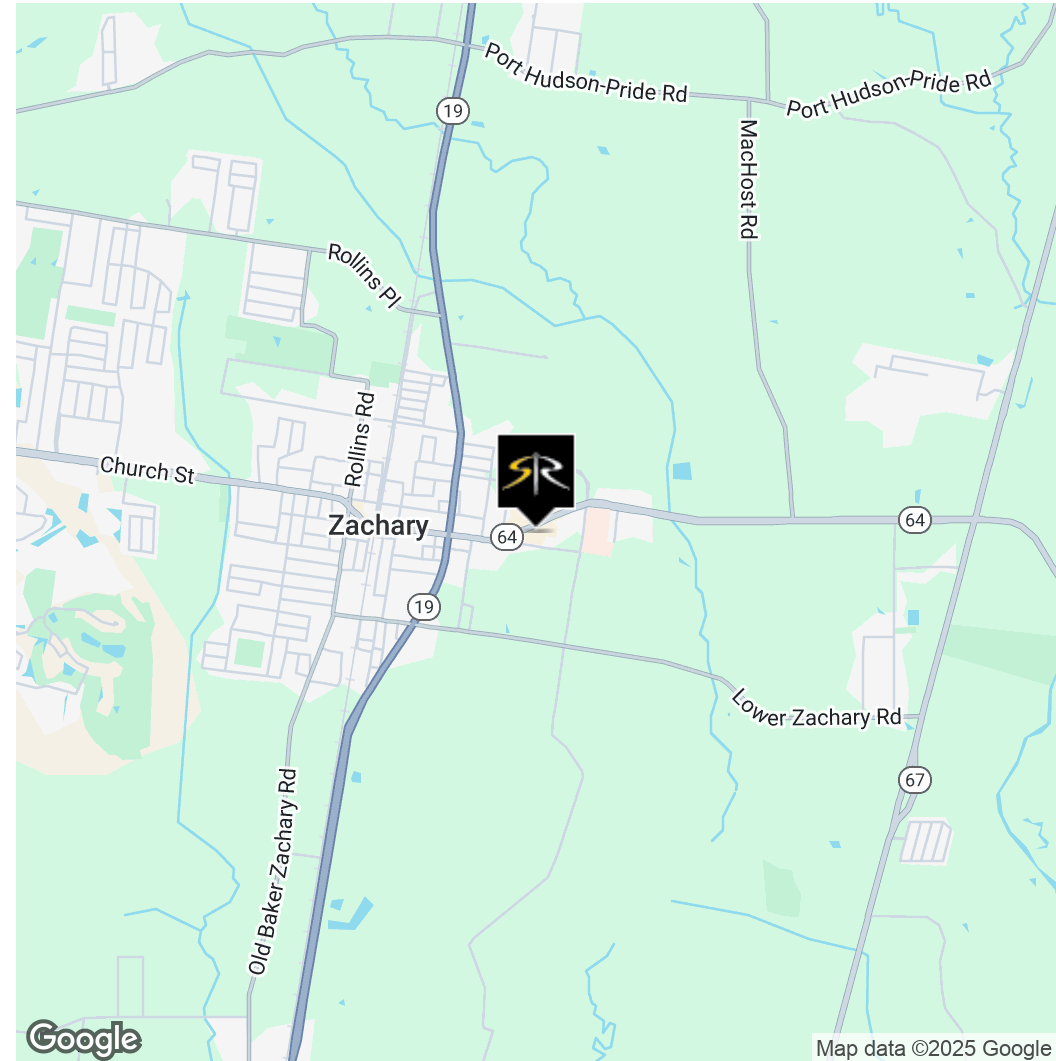 Port Hudson-Pride Rd
Port Hudson-Pride Rd
19
MacHost Rd
Rollins Pl
Rollins Rd
Church St
SR
Zachary
64
64
19
Lower Zachary Rd
67
Old Baker Zachary Rd
Google
Map data ©2025 Google